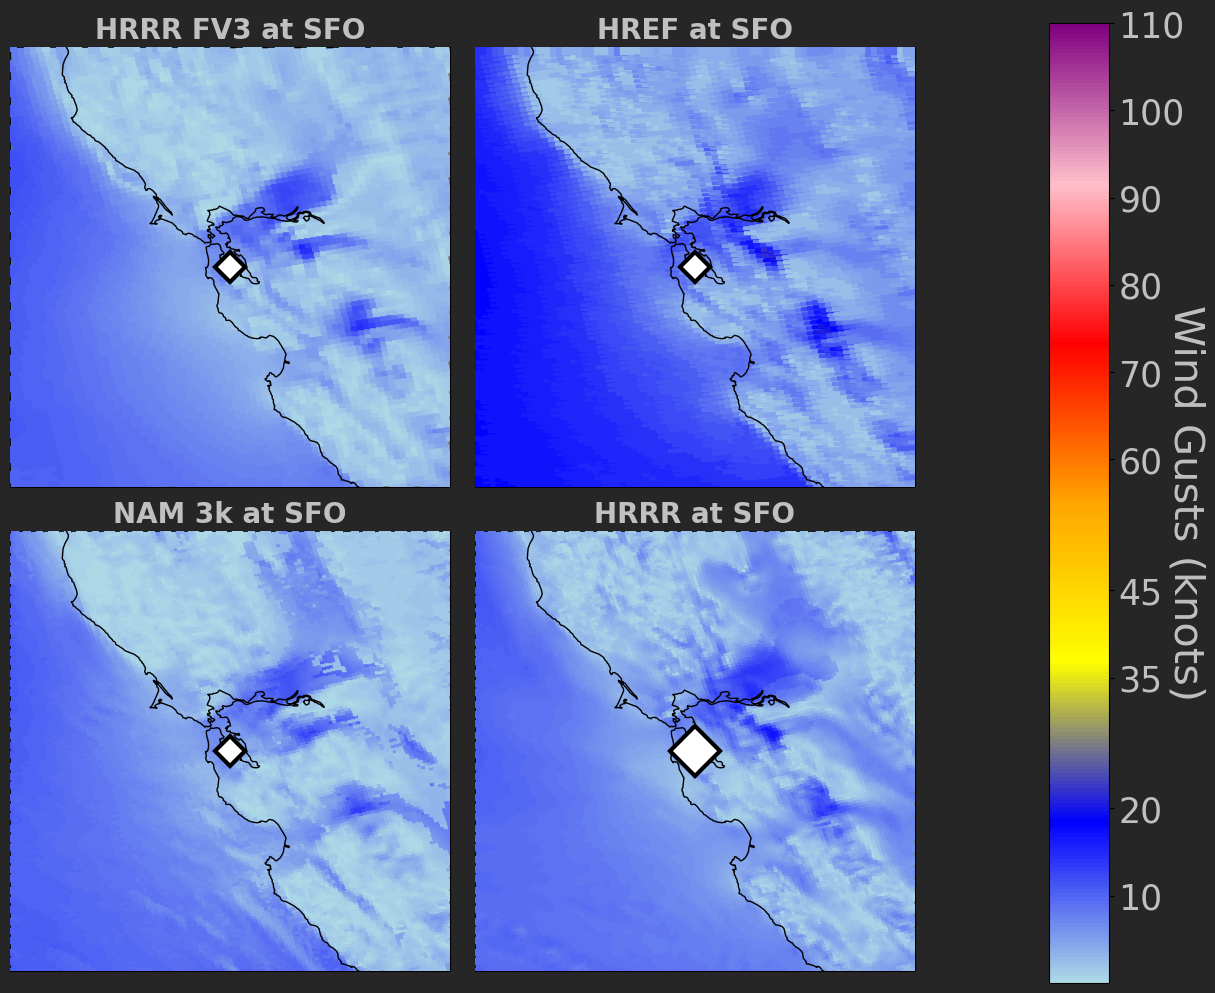 HRRR FV3 at SFO
HREF at SFO
NAM 3k at SFO
HRRR at SFO
110
100
90
80
70
60
45
35
20
10
Wind Gusts (knots)